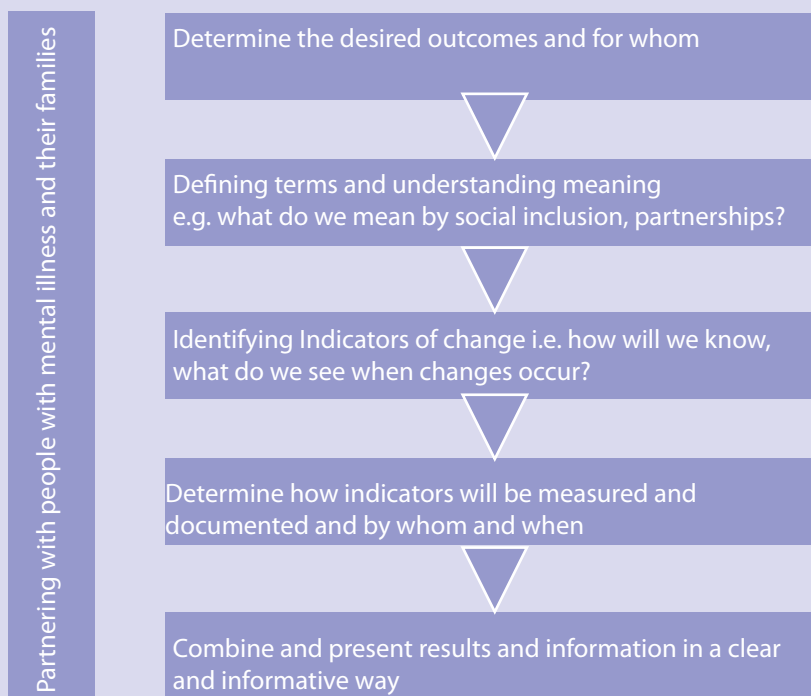 Partnering with people with mental illness and their families
Determine the desired outcomes and for whom
Defining terms and understanding meaning
e.g. what do we mean by social inclusion, partnerships?
Identifying Indicators of change i.e. how will we know,
what do we see when changes occur?
Determine how indicators will be measured and
documented and by whom and when
Combine and present results and information in a clear
and informative way